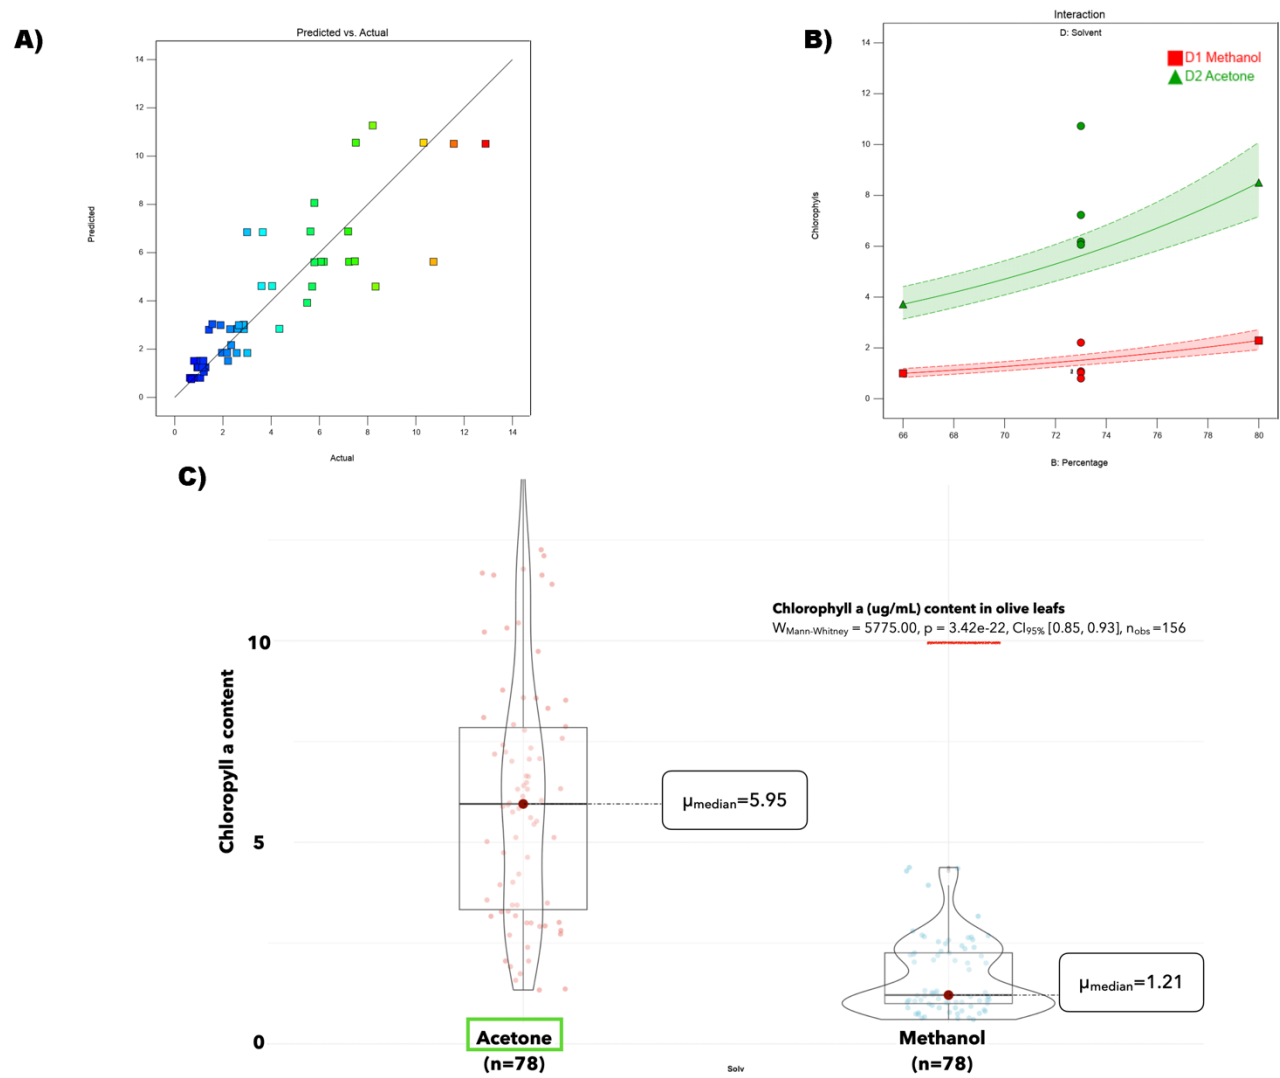 A)
Predicted vs. Actual
Predicted
14
12
10
8
6
4
2
0
0 2 4 6 8 10 12 14
Actual
B)
Interaction
D: Solvent
D1 Methanol
D2 Acetone
Chlorophyls
14
12
10
8
6
4
2
0
2
66 68 70 72 74 76 78 80
B: Percentage
C)
Chlorophyll a (ug/mL) content in olive leafs
WMann-Whitney = 5775.00, p = 3.42e-22, CI95% [0.85, 0.93], nobs =156
Chloropyll a content
10
5
0
μmedian=5.95
μmedian=1.21
Acetone
(n=78)
Methanol
(n=78)
Solv